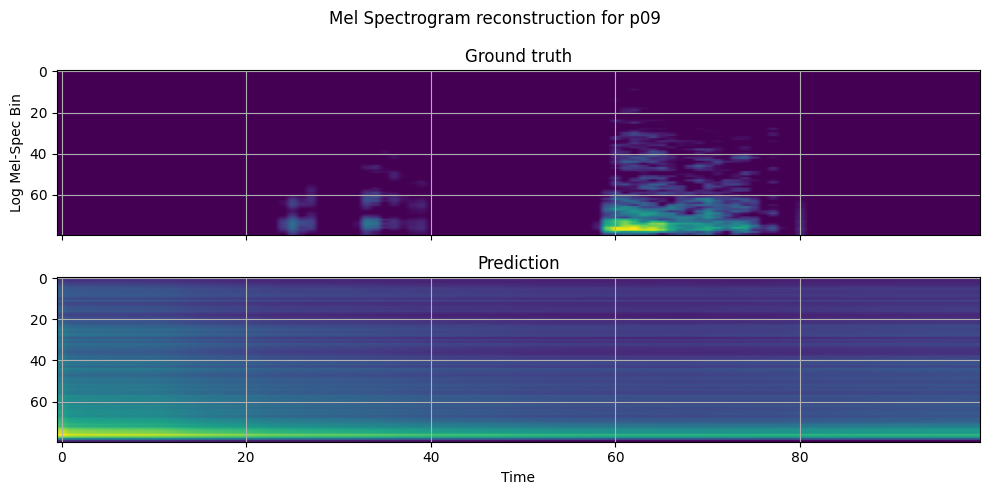 Mel Spectrogram reconstruction for p09
Ground truth
Log Mel-Spec Bin
0
20
40
60
Prediction
0
20
40
60
0 20 40 60 80
Time